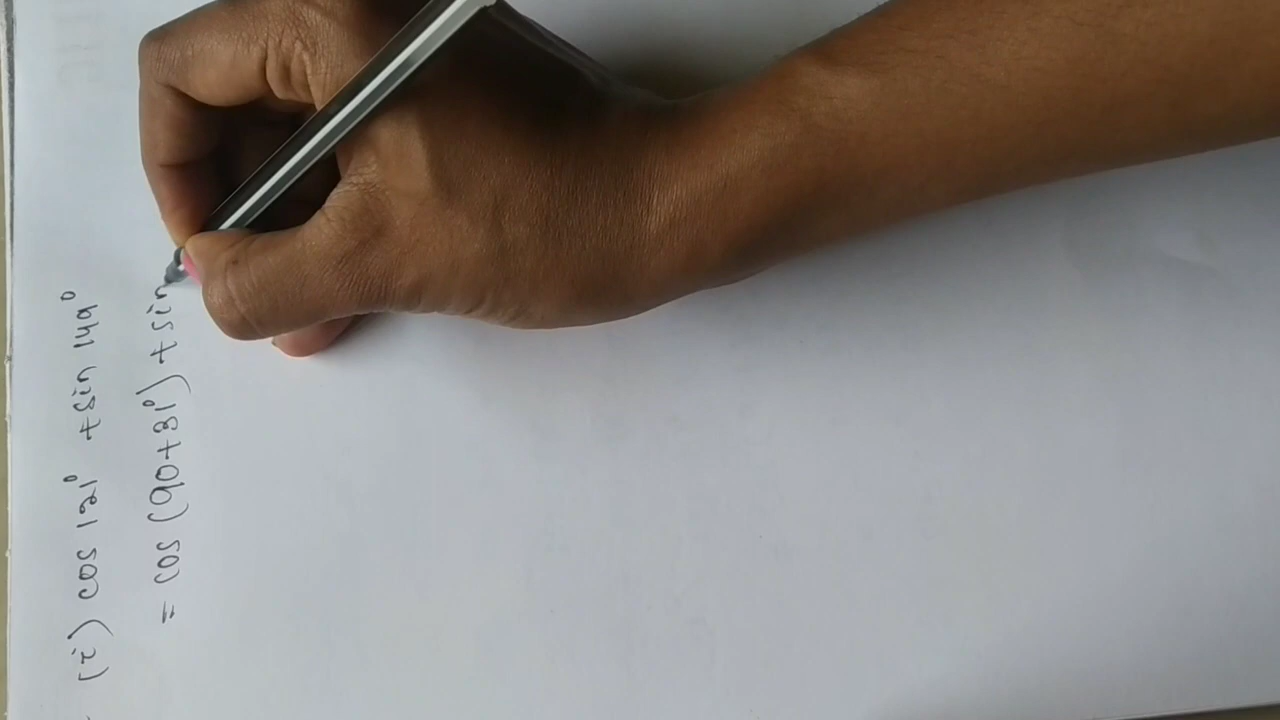 (i) cos 121° + sin 149°
= cos (90+31°) + sin